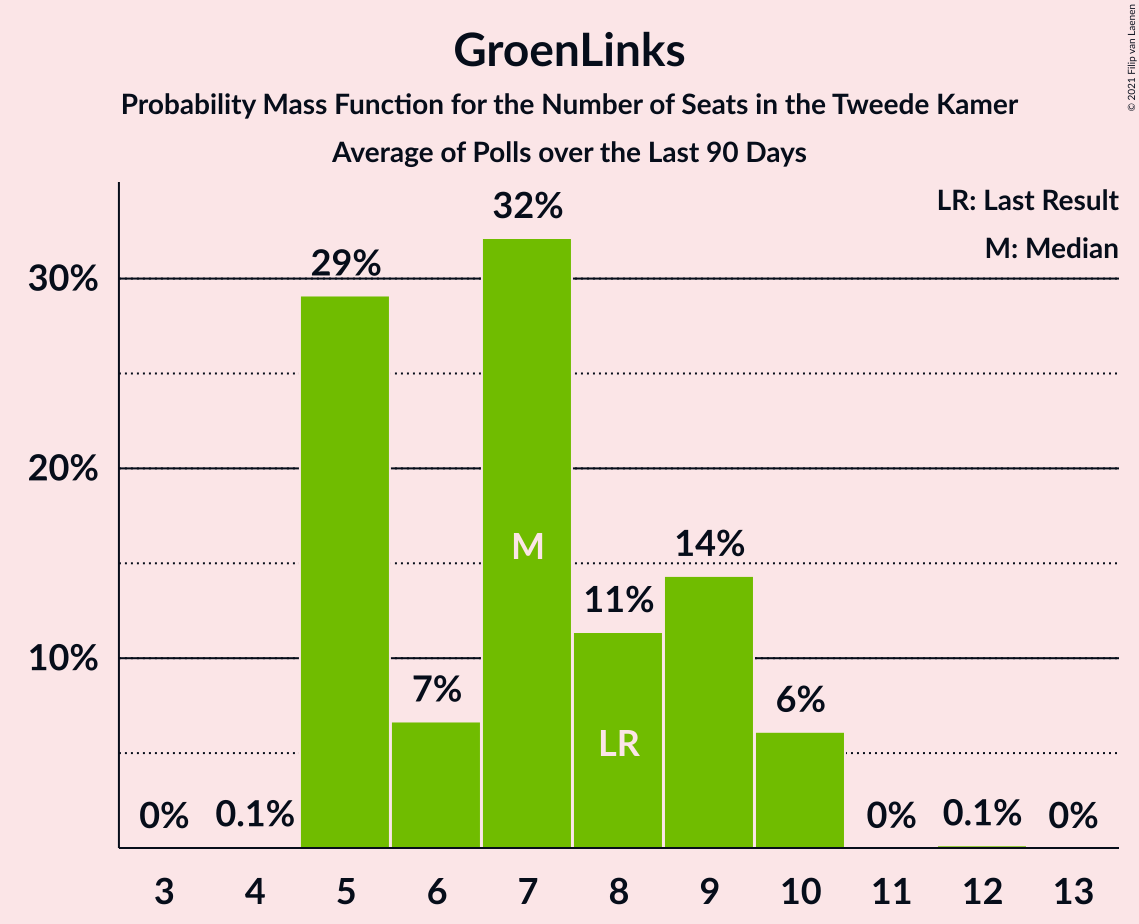 GroenLinks
Probability Mass Function for the Number of Seats in the Tweede Kamer
Average of Polls over the Last 90 Days
© 2021 Filip van Laenen
LR: Last Result
M: Median
30%
20%
10%
0%
0.1%
29%
7%
32%
M
11%
LR
14%
6%
0%
0.1%
0%
3 4 5 6 7 8 9 10 11 12 13